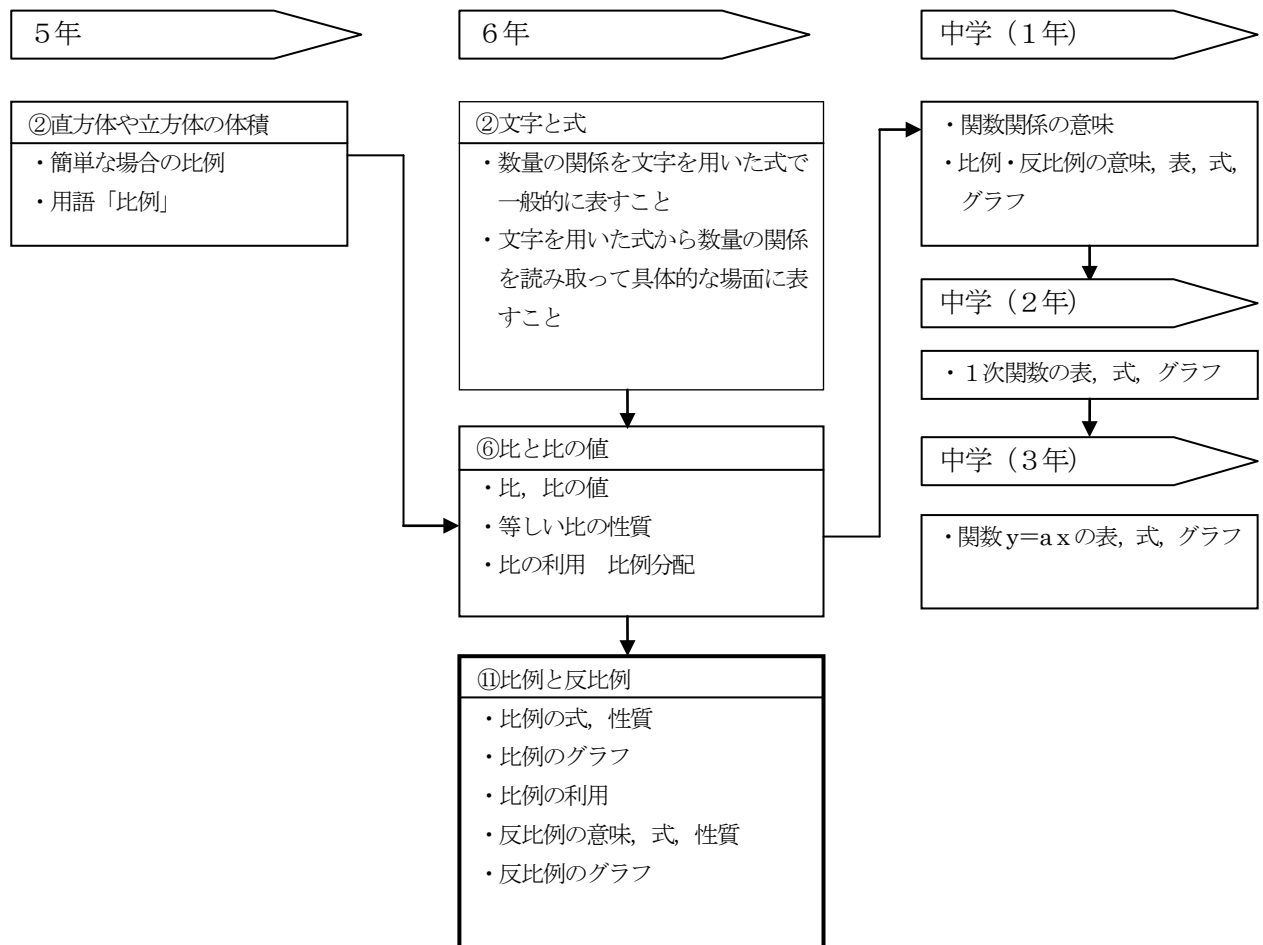 ５年
②直方体や立方体の体積
・簡単な場合の比例
・用語「比例」
６年
②文字と式
・数量の関係を文字を用いた式で
一般的に表すこと
・文字を用いた式から数量の関係
を読み取って具体的な場面に表
すこと
⑥比と比の値
・比，比の値
・等しい比の性質
・比の利用　比例分配
⑪比例と反比例
・比例の式，性質
・比例のグラフ
・比例の利用
・反比例の意味，式，性質
・反比例のグラフ
中学（１年）
・関数関係の意味
・比例・反比例の意味，表，式，
グラフ
中学（２年）
・１次関数の表，式，グラフ
中学（３年）
・関数ｙ＝ａｘの表，式，グラフ